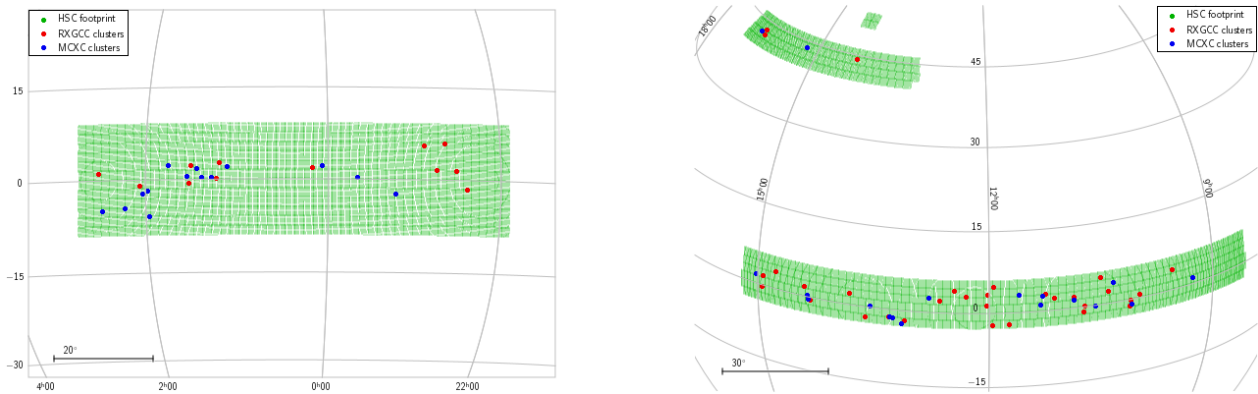 HSC footprint
RXGCC clusters
MCXC clusters
15
0
−15
−30
20°
4ʰ00
2ʰ00
0ʰ00
22ʰ00
HSC footprint
RXGCC clusters
MCXC clusters
18ʰ00
45
30
15ʰ00
12ʰ00
9ʰ00
15
0
30°
−15